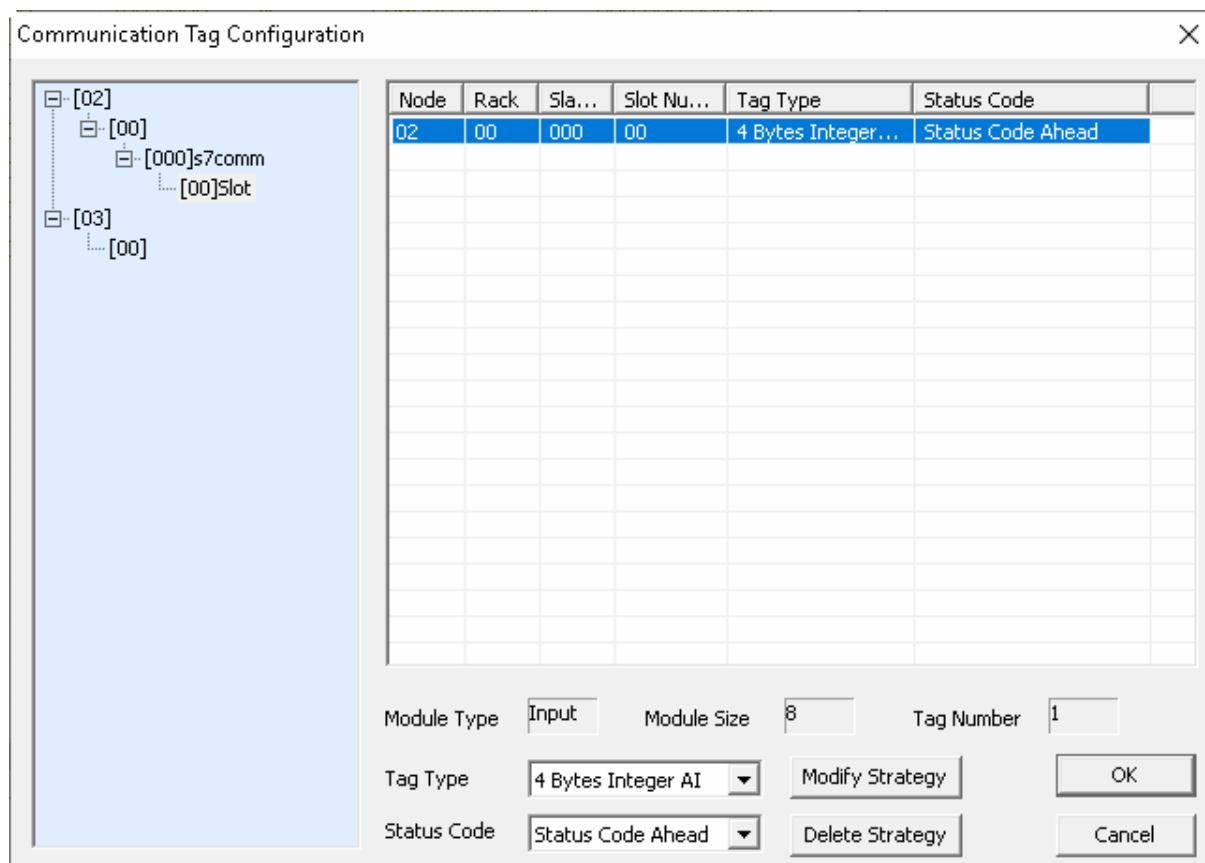 Communication Tag Configuration
[02]
[00]
[000]s7comm
[00]Slot
[03]
[00]
Node Rack Sla... Slot Nu... Tag Type Status Code
02 00 000 00 4 Bytes Integer... Status Code Ahead
Module Type Input Module Size 8 Tag Number 1
Tag Type 4 Bytes Integer AI Modify Strategy OK
Status Code Status Code Ahead Delete Strategy Cancel